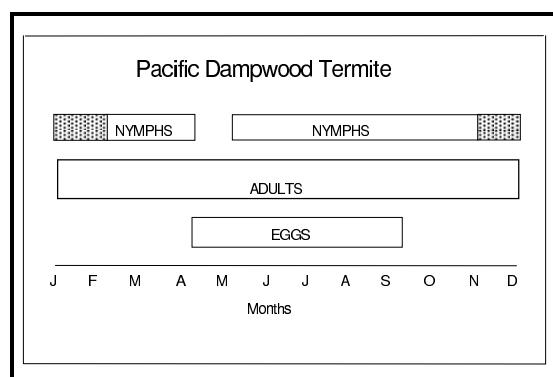 Pacific Dampwood Termite
NYMPHS NYMPHS
ADULTS
EGGS
J F M A M J J A S O N D
Months